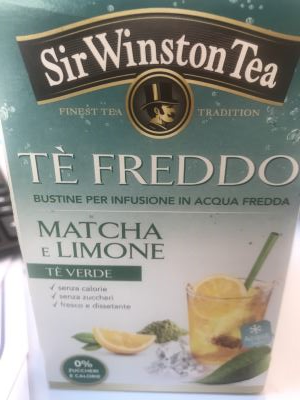 Sir Winston Tea
FINEST TEA TRADITION
TÈ FREDDO
BUSTINE PER INFUSIONE IN ACQUA FREDDA
MATCHA
E LIMONE
TÈ VERDE
✓ senza calorie
✓ senza zuccheri
✓ fresco e dissetante
0%
ZUCCHERI
E CALORIE